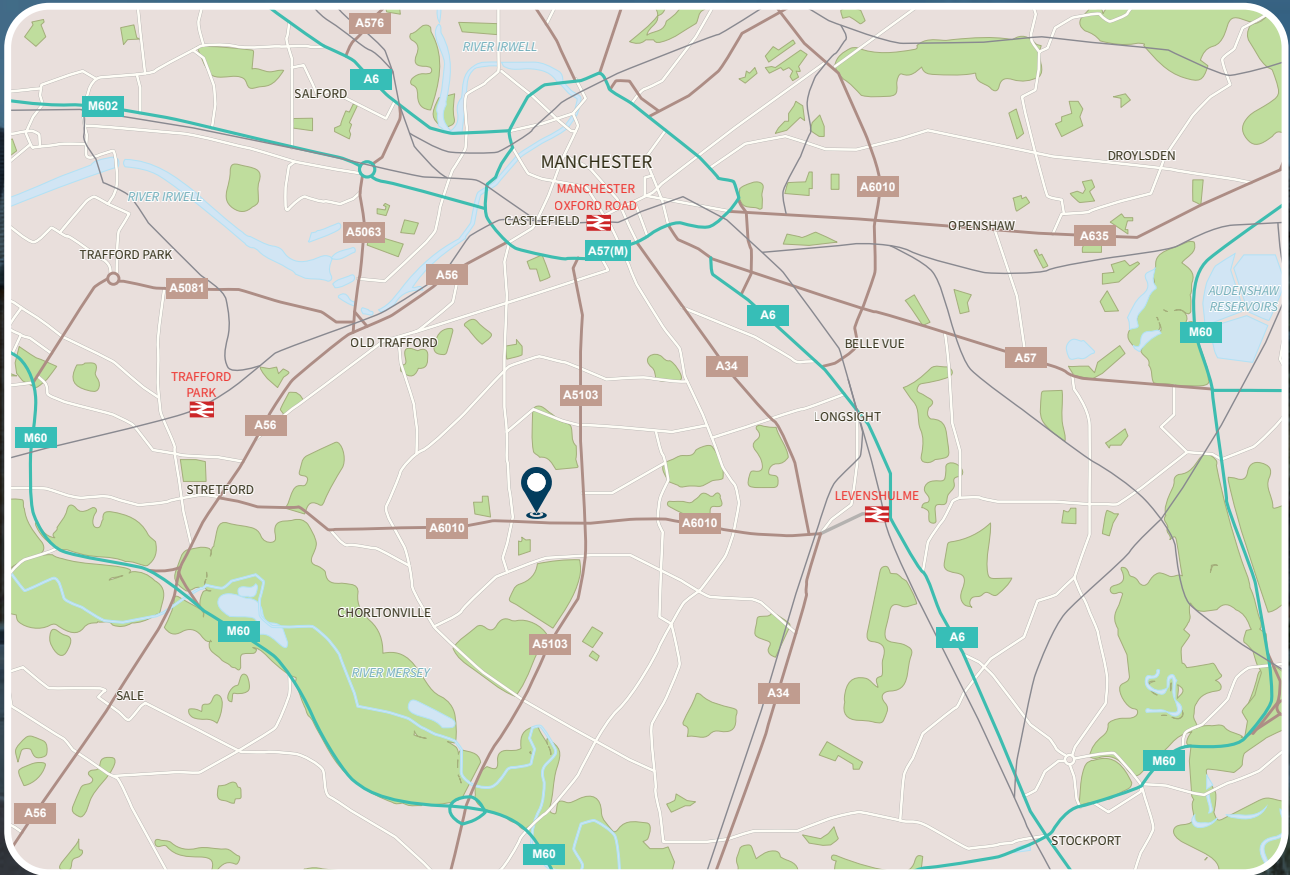 A576
RIVER IRWELL
A6
SALFORD
M602
MANCHESTER
DROYLSDEN
A6010
MANCHESTER
OXFORD ROAD
RIVER IRWELL
CASTLEFIELD
OPENSHAW
A5063
A635
TRAFFORD PARK
A57(M)
A56
A5081
AUDENSHAW
RESERVOIRS
A6
M60
OLD TRAFFORD
BELLE VUE
A57
A34
TRAFFORD
PARK
A5103
LONGSIGHT
A56
M60
STRETFORD
LEVENSHULME
A6010
A6010
CHORLTONVILLE
M60
A6
A5103
RIVER MERSEY
SALE
A34
M60
A56
STOCKPORT
M60